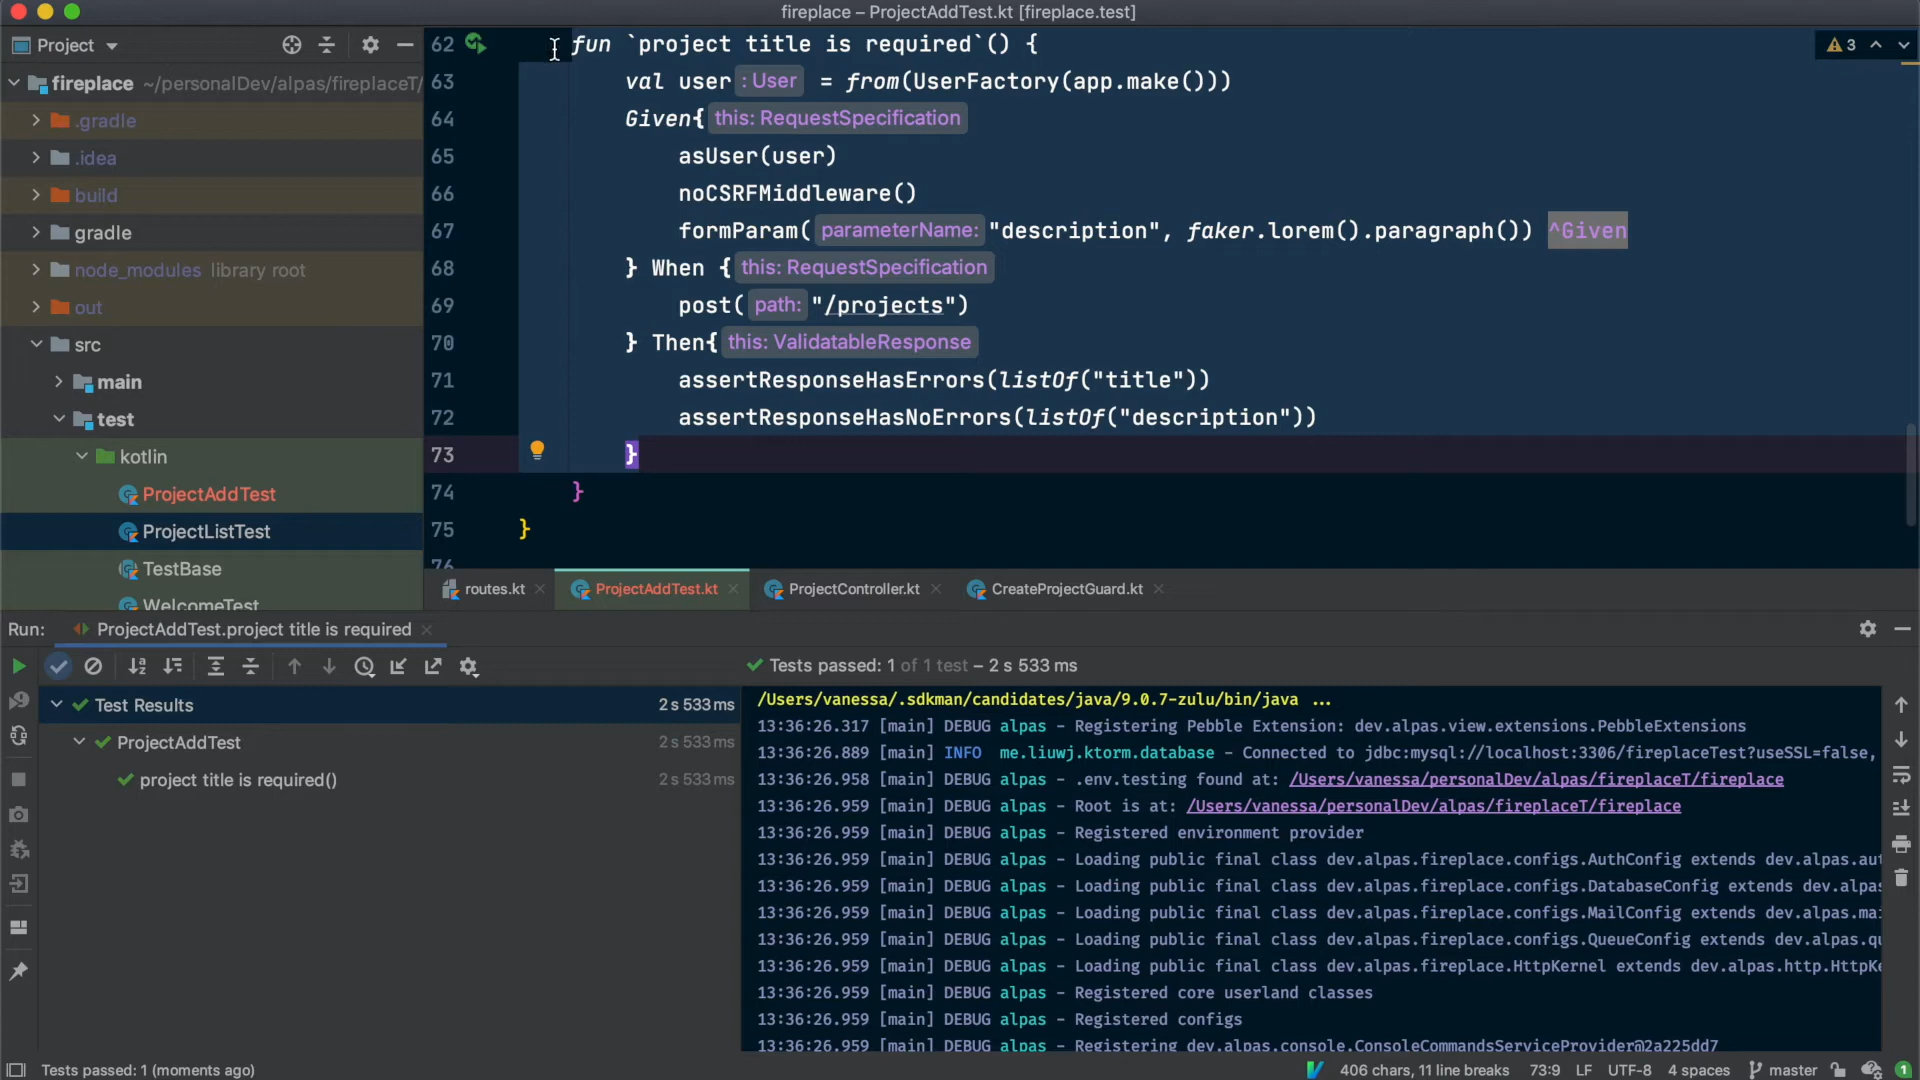 fireplace – ProjectAddTest.kt [fireplace.test]
Project
fireplace ~/personalDev/alpas/fireplaceT/
.gradle
.idea
build
gradle
node_modules library root
out
src
main
test
kotlin
ProjectAddTest
ProjectListTest
TestBase
WelcomeTest
3
62 fun `project title is required`() {
63 val user : User = from(UserFactory(app.make()))
64 Given{ this: RequestSpecification
65 asUser(user)
66 noCSRFMiddleware()
67 formParam( parameterName: "description", faker.lorem().paragraph()) ^Given
68 } When { this: RequestSpecification
69 post( path: "/projects")
70 } Then{ this: ValidatableResponse
71 assertResponseHasErrors(listOf("title"))
72 assertResponseHasNoErrors(listOf("description"))
73 }
74 }
75 }
76
routes.kt ProjectAddTest.kt ProjectController.kt CreateProjectGuard.kt
Run: ProjectAddTest.project title is required
Tests passed: 1 of 1 test – 2 s 533 ms
Test Results 2 s 533 ms
ProjectAddTest 2 s 533 ms
project title is required() 2 s 533 ms
/Users/vanessa/.sdkman/candidates/java/9.0.7-zulu/bin/java ...
13:36:26.317 [main] DEBUG alpas - Registering Pebble Extension: dev.alpas.view.extensions.PebbleExtensions
13:36:26.889 [main] INFO me.liuwj.ktorm.database - Connected to jdbc:mysql://localhost:3306/fireplaceTest?useSSL=false,
13:36:26.958 [main] DEBUG alpas - .env.testing found at: /Users/vanessa/personalDev/alpas/fireplaceT/fireplace
13:36:26.959 [main] DEBUG alpas - Root is at: /Users/vanessa/personalDev/alpas/fireplaceT/fireplace
13:36:26.959 [main] DEBUG alpas - Registered environment provider
13:36:26.959 [main] DEBUG alpas - Loading public final class dev.alpas.fireplace.configs.AuthConfig extends dev.alpas.aut
13:36:26.959 [main] DEBUG alpas - Loading public final class dev.alpas.fireplace.configs.DatabaseConfig extends dev.alpas
13:36:26.959 [main] DEBUG alpas - Loading public final class dev.alpas.fireplace.configs.MailConfig extends dev.alpas.mai
13:36:26.959 [main] DEBUG alpas - Loading public final class dev.alpas.fireplace.configs.QueueConfig extends dev.alpas.qu
13:36:26.959 [main] DEBUG alpas - Loading public final class dev.alpas.fireplace.HttpKernel extends dev.alpas.http.HttpKe
13:36:26.959 [main] DEBUG alpas - Registered core userland classes
13:36:26.959 [main] DEBUG alpas - Registered configs
13:36:26.959 [main] DEBUG alpas - Registering dev.alpas.console.ConsoleCommandsServiceProvider@2a225dd7
Tests passed: 1 (moments ago)
406 chars, 11 line breaks 73:9 LF UTF-8 4 spaces master 1